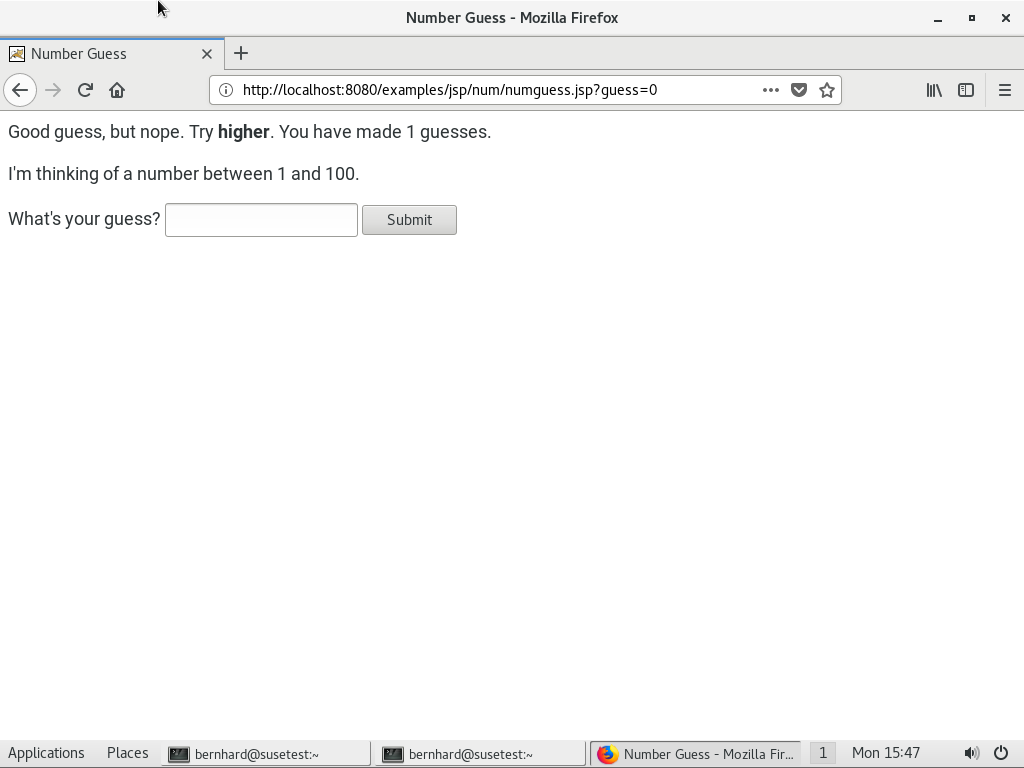 Number Guess - Mozilla Firefox
Number Guess
http://localhost:8080/examples/jsp/num/numguess.jsp?guess=0
Good guess, but nope. Try higher. You have made 1 guesses.
I'm thinking of a number between 1 and 100.
What's your guess? Submit
Applications Places bernhard@susetest:~ bernhard@susetest:~ Number Guess - Mozilla Fir... 1 Mon 15:47